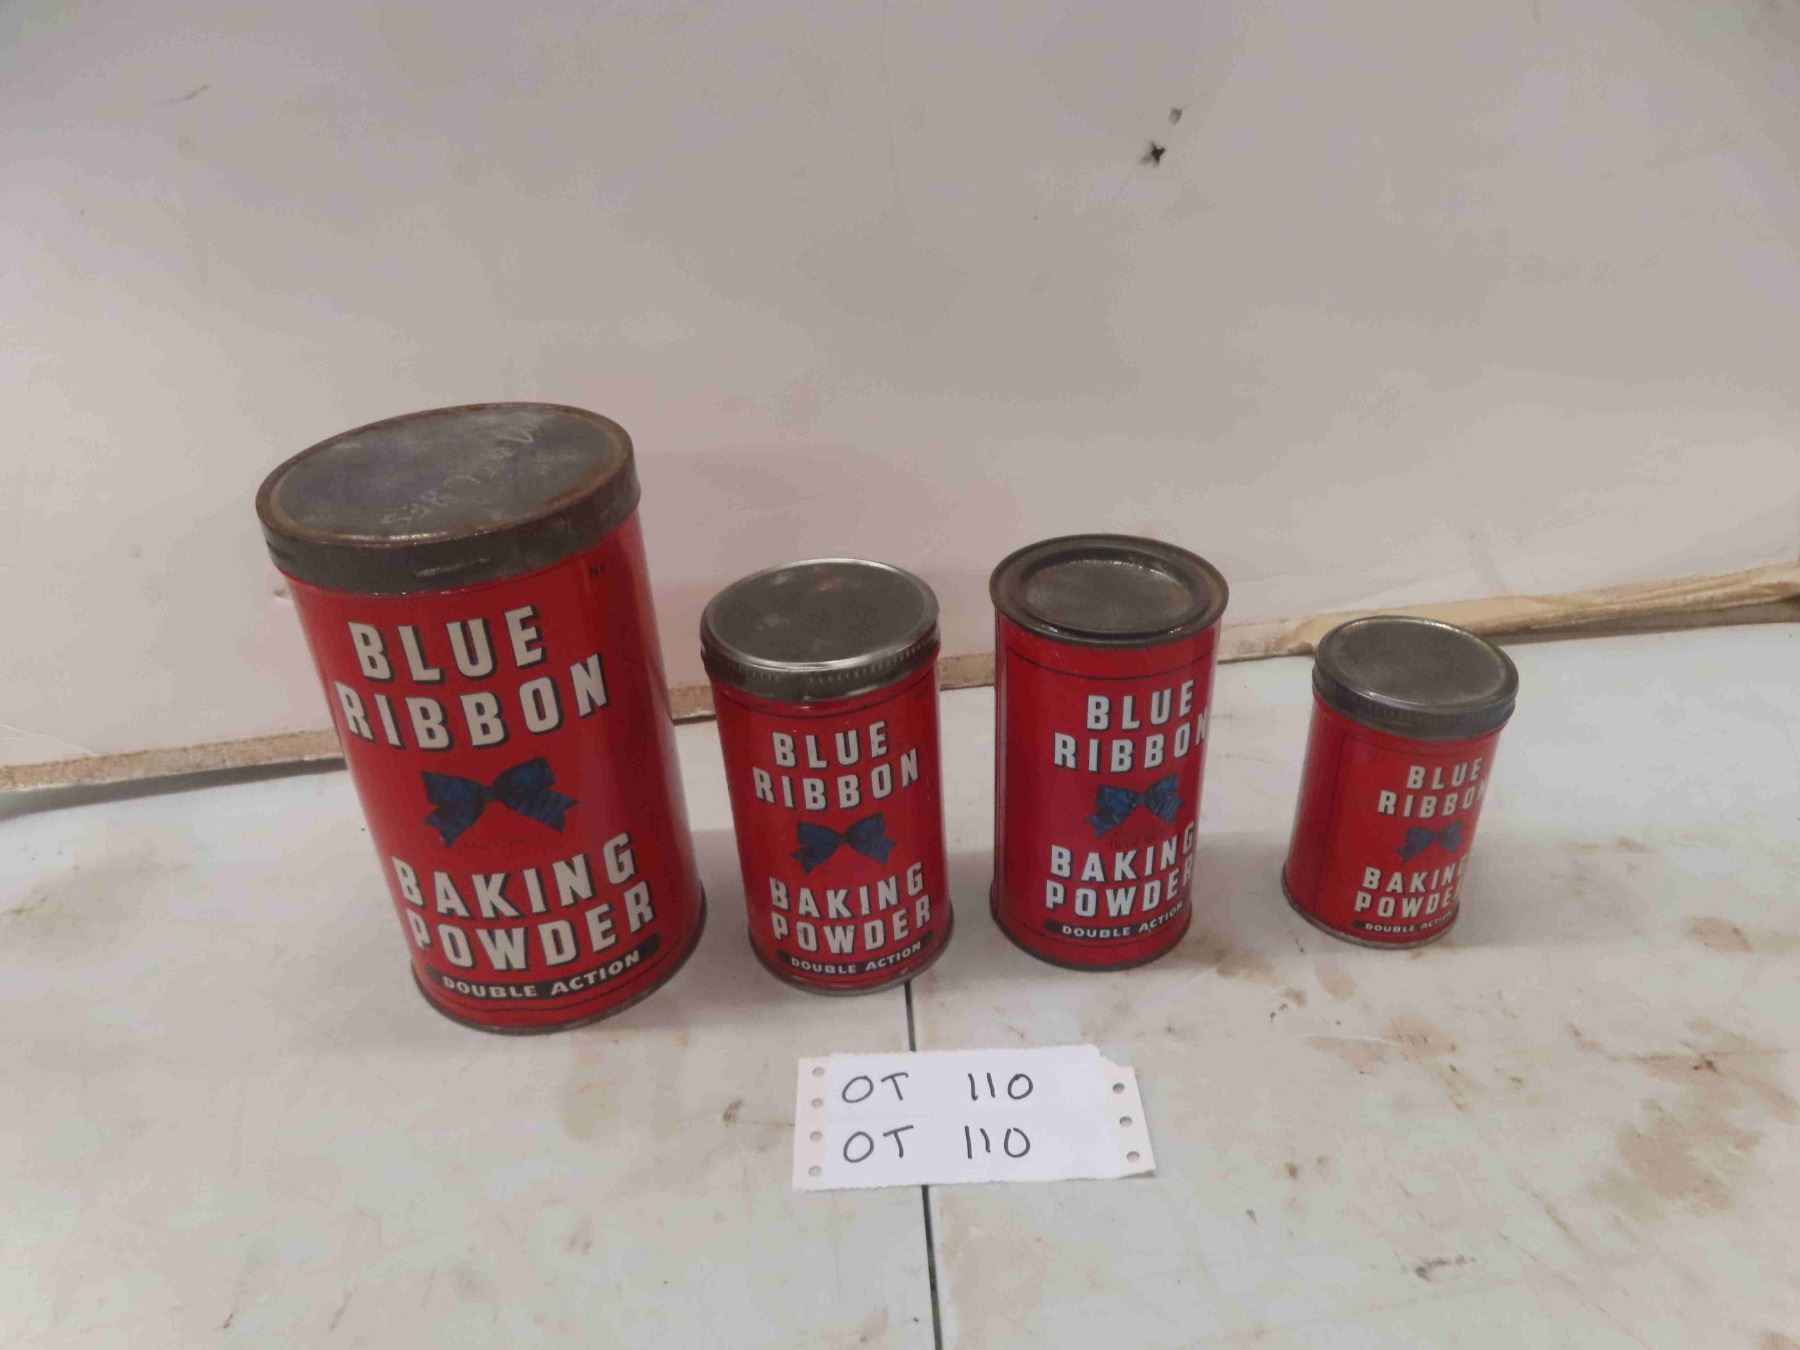 BLUE
RIBBON
BAKING
POWDER
DOUBLE ACTION
BLUE
RIBBON
BAKING
POWDER
DOUBLE ACTION
BLUE
RIBBON
BAKING
POWDER
DOUBLE ACTION
BLUE
RIBBON
BAKING
POWDER
DOUBLE ACTION
OT 110
OT 110